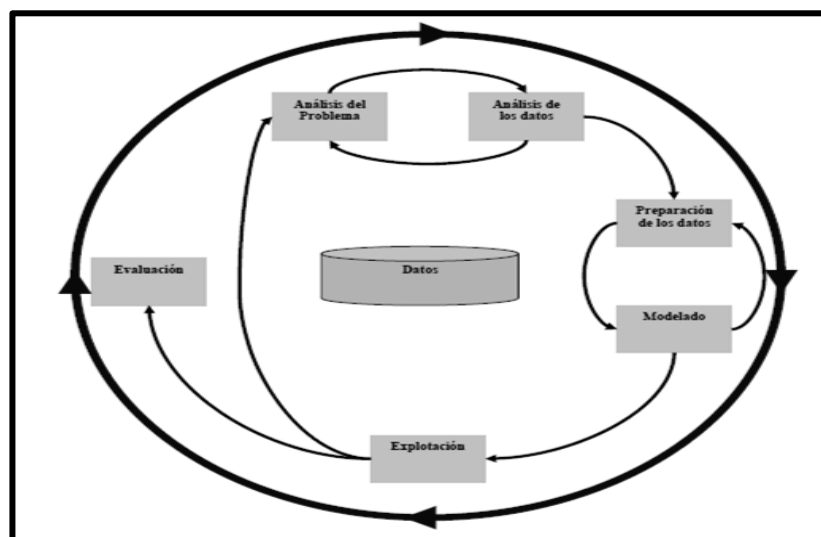 Análisis del
Problema
Análisis de
los datos
Preparación
de los datos
Evaluación
Datos
Modelado
Explotación